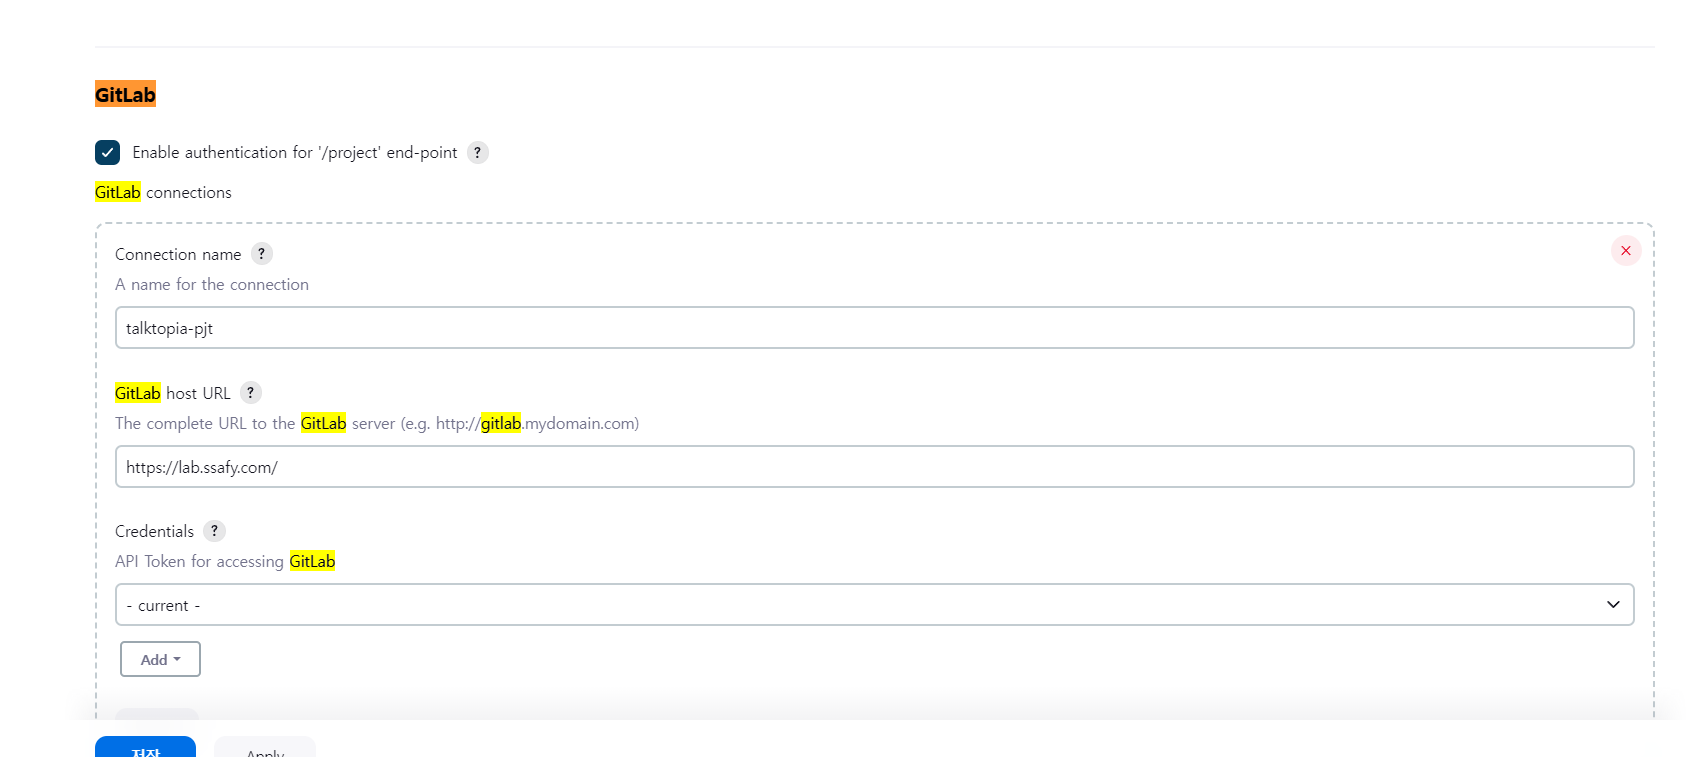 GitLab
Enable authentication for '/project' end-point ?
GitLab connections
Connection name ?
A name for the connection
talktopia-pjt
GitLab host URL ?
The complete URL to the GitLab server (e.g. http://gitlab.mydomain.com)
https://lab.ssafy.com/
Credentials ?
API Token for accessing GitLab
- current -
Add
저장 Apply